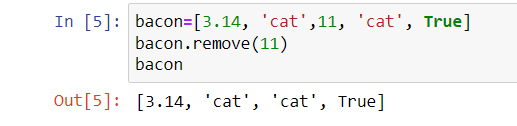 In [5]: bacon=[3.14, 'cat',11, 'cat', True]
bacon.remove(11)
bacon
Out[5]: [3.14, 'cat', 'cat', True]